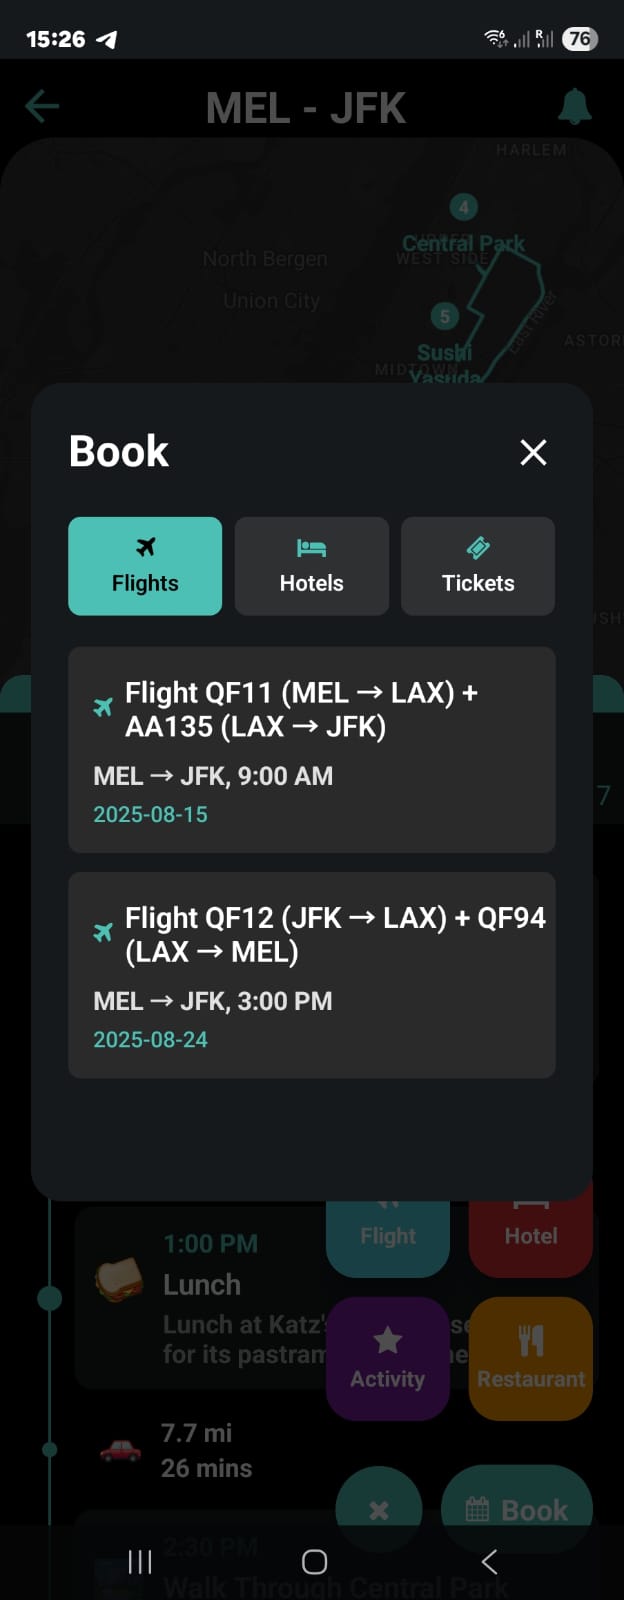 15:26
R
76
MEL - JFK
HARLEM
4
Central Park
WEST SIDE
North Bergen
Union City
East River
5
ASTOR
Sushi
MIDTOWN
Yasuda
Book
Flights
Hotels
Tickets
Flight QF11 (MEL → LAX) +
AA135 (LAX → JFK)
MEL → JFK, 9:00 AM
7
2025-08-15
Flight QF12 (JFK → LAX) + QF94
(LAX → MEL)
MEL → JFK, 3:00 PM
2025-08-24
Flight
Hotel
1:00 PM
Lunch
Lunch at Katz's
for its pastram
Activity
Restaurant
7.7 mi
26 mins
Book
2:30 PM
Walk Through Central Park